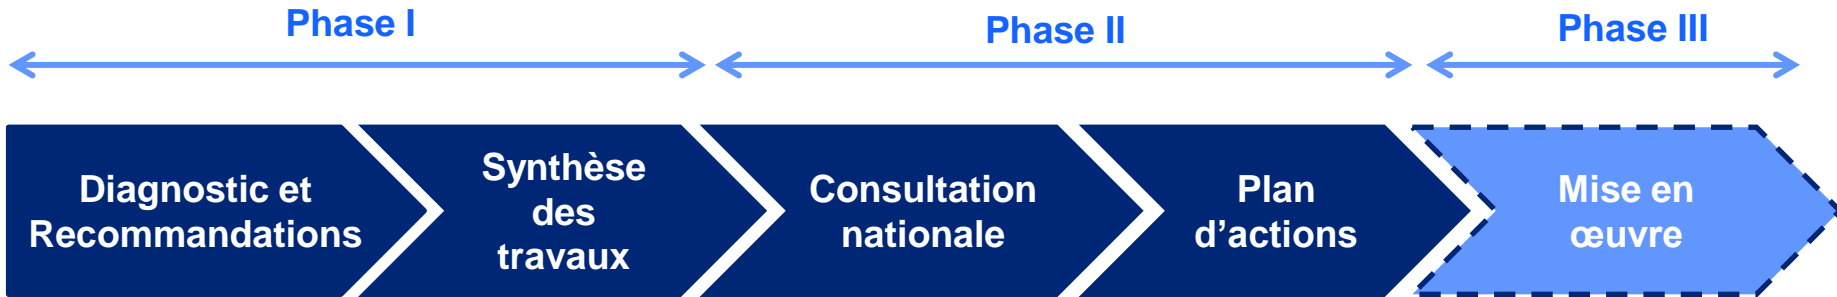 Phase I
Phase II
Phase III
Diagnostic et
Recommandations
Synthèse
des
travaux
Consultation
nationale
Plan
d’actions
Mise en
œuvre